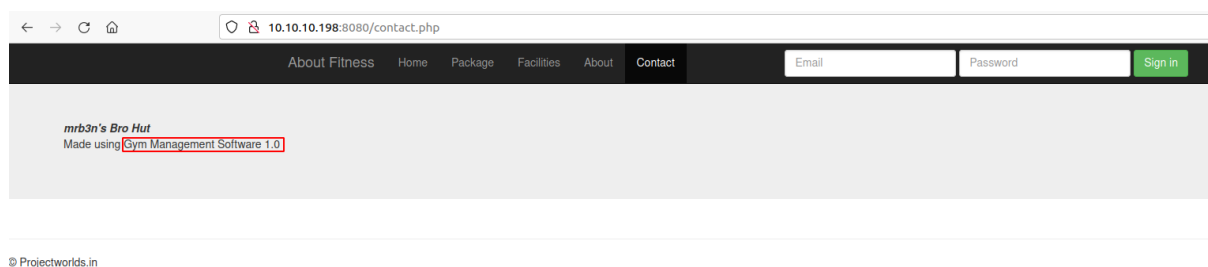 10.10.10.198:8080/contact.php
About Fitness Home Package Facilities About Contact Email Password Sign in
mrb3n's Bro Hut
Made using Gym Management Software 1.0
© Projectworlds.in